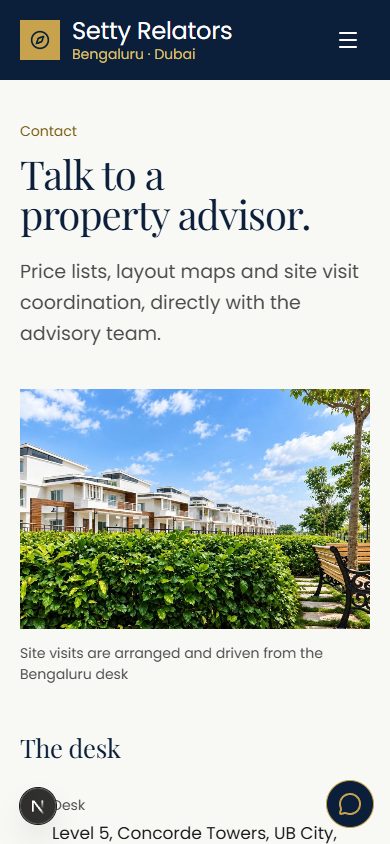 Setty Relators
Bengaluru · Dubai
Contact
Talk to a
property advisor.
Price lists, layout maps and site visit
coordination, directly with the
advisory team.
Site visits are arranged and driven from the
Bengaluru desk
The desk
N
Desk
Level 5, Concorde Towers, UB City,